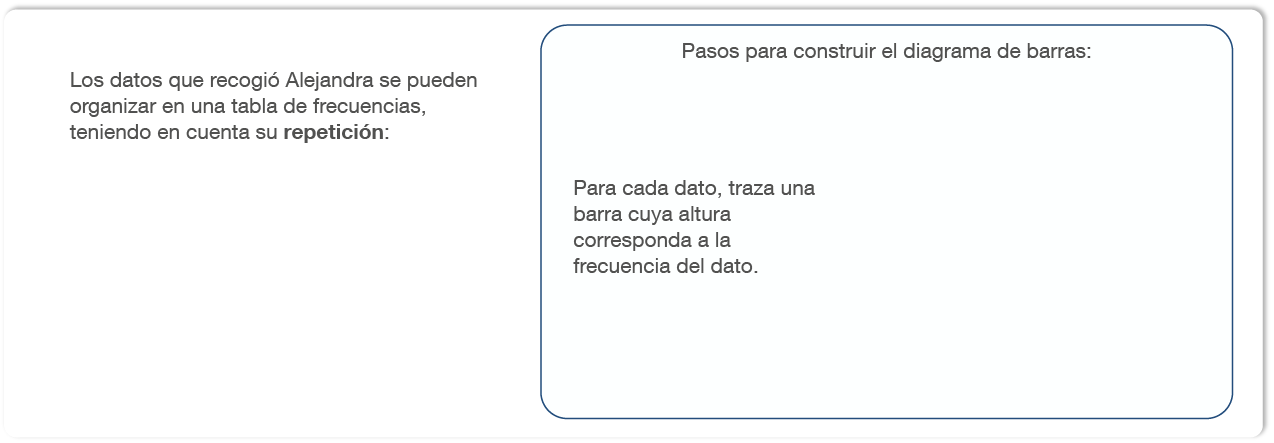 Los datos que recogió Alejandra se pueden
organizar en una tabla de frecuencias,
teniendo en cuenta su repetición:
Pasos para construir el diagrama de barras:
Para cada dato, traza una
barra cuya altura
corresponda a la
frecuencia del dato.